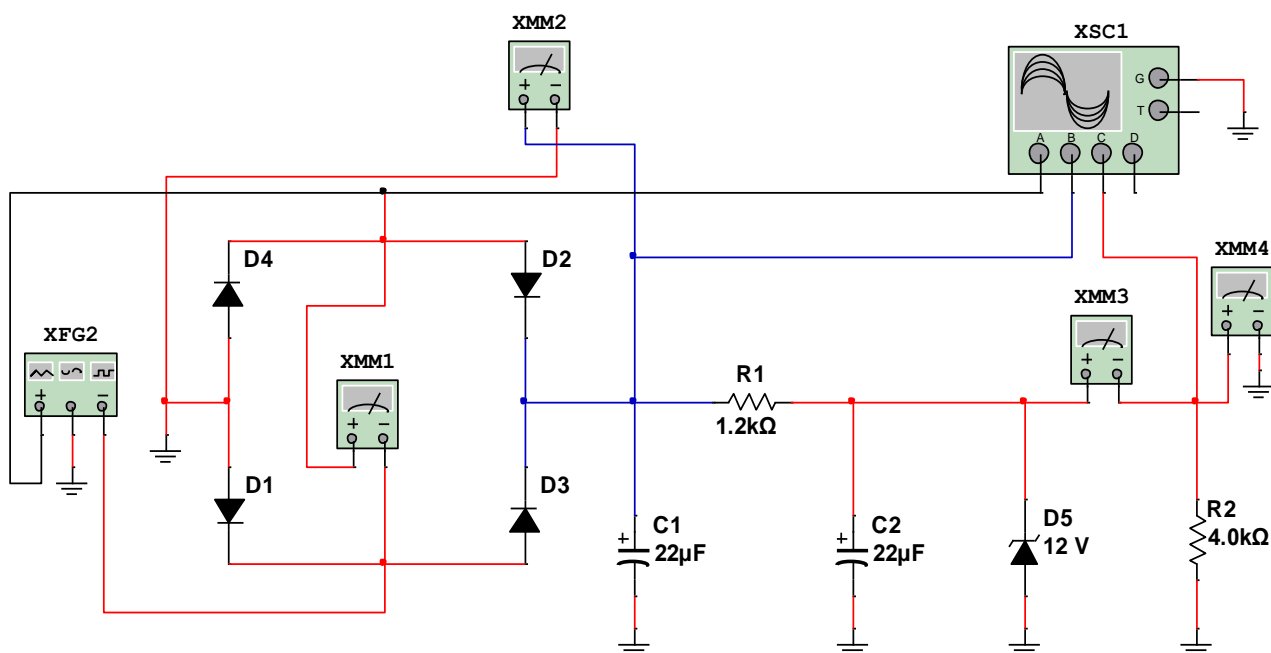 XMM2
+ −
XSC1
G
T
A B C D
D4
D2
XMM4
+ −
XMM3
+ −
XFG2
+ −
XMM1
+ −
R1
1.2kΩ
D1
D3
C1
+
22µF
C2
+
22µF
D5
12 V
R2
4.0kΩ